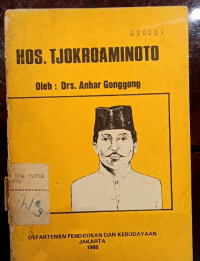 HOS. TJOKROAMINOTO
Oleh : Drs. Anhar Gonggong
DEPARTEMEN PENDIDIKAN DAN KEBUDAYAAN
JAKARTA
1985